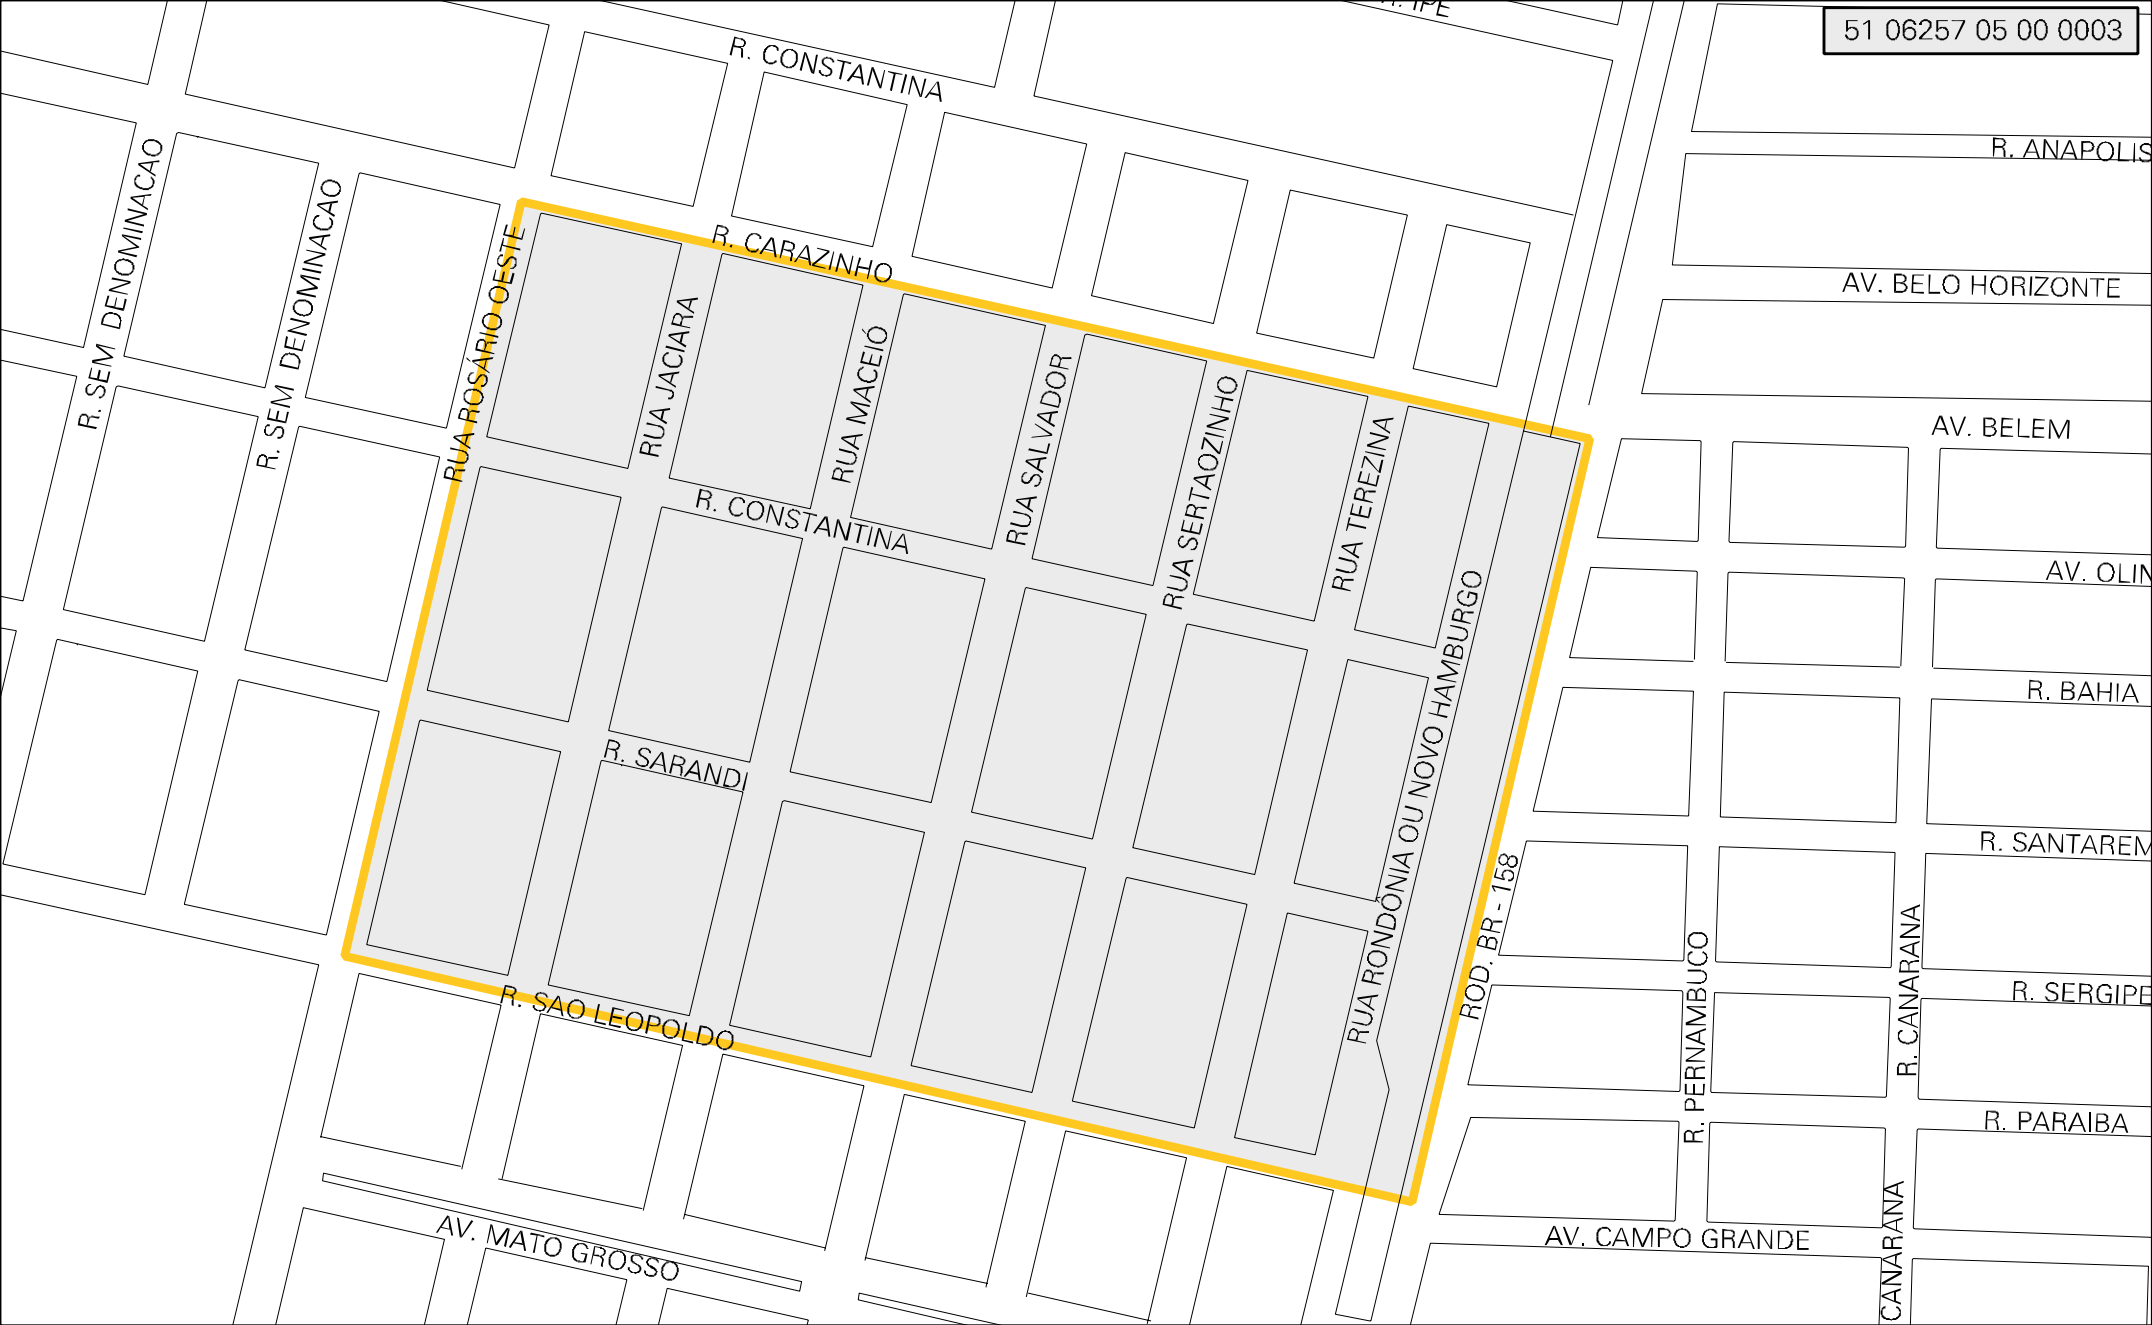 R. IPE
51 06257 05 00 0003
R. CONSTANTINA
R. ANAPOLIS
R. SEM DENOMINACAO
R. SEM DENOMINACAO
RUA ROSÁRIO OESTE
R. CARAZINHO
AV. BELO HORIZONTE
RUA JACIARA
RUA MACEIÓ
RUA SALVADOR
RUA SERTAOZINHO
RUA TEREZINA
AV. BELEM
R. CONSTANTINA
AV. OLIN
RUA RONDÔNIA OU NOVO HAMBURGO
R. BAHIA
R. SARANDI
R. SANTAREM
ROD. BR - 158
R. PERNAMBUCO
R. CANARANA
R. SERGIPE
R. SAO LEOPOLDO
R. PARAIBA
AV. MATO GROSSO
AV. CAMPO GRANDE
CANARANA